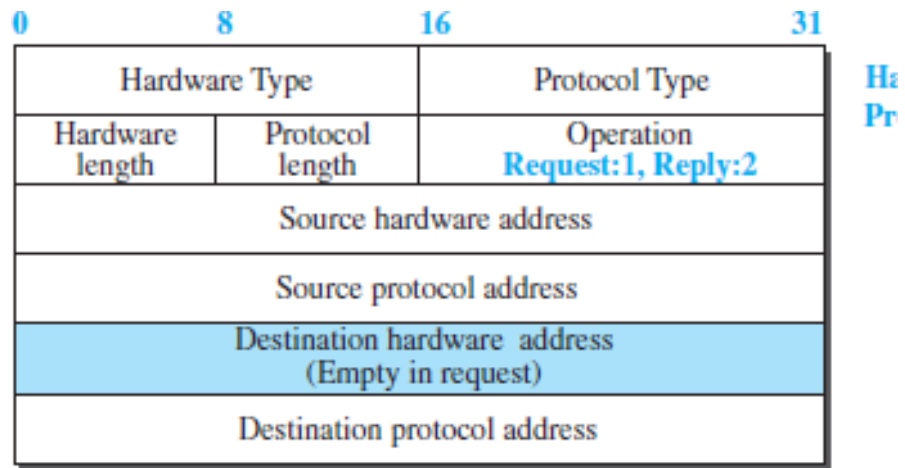 0 8 16 31
Hardware Type Protocol Type
Hardware length Protocol length Operation
Request:1, Reply:2
Source hardware address
Source protocol address
Destination hardware address
(Empty in request)
Destination protocol address